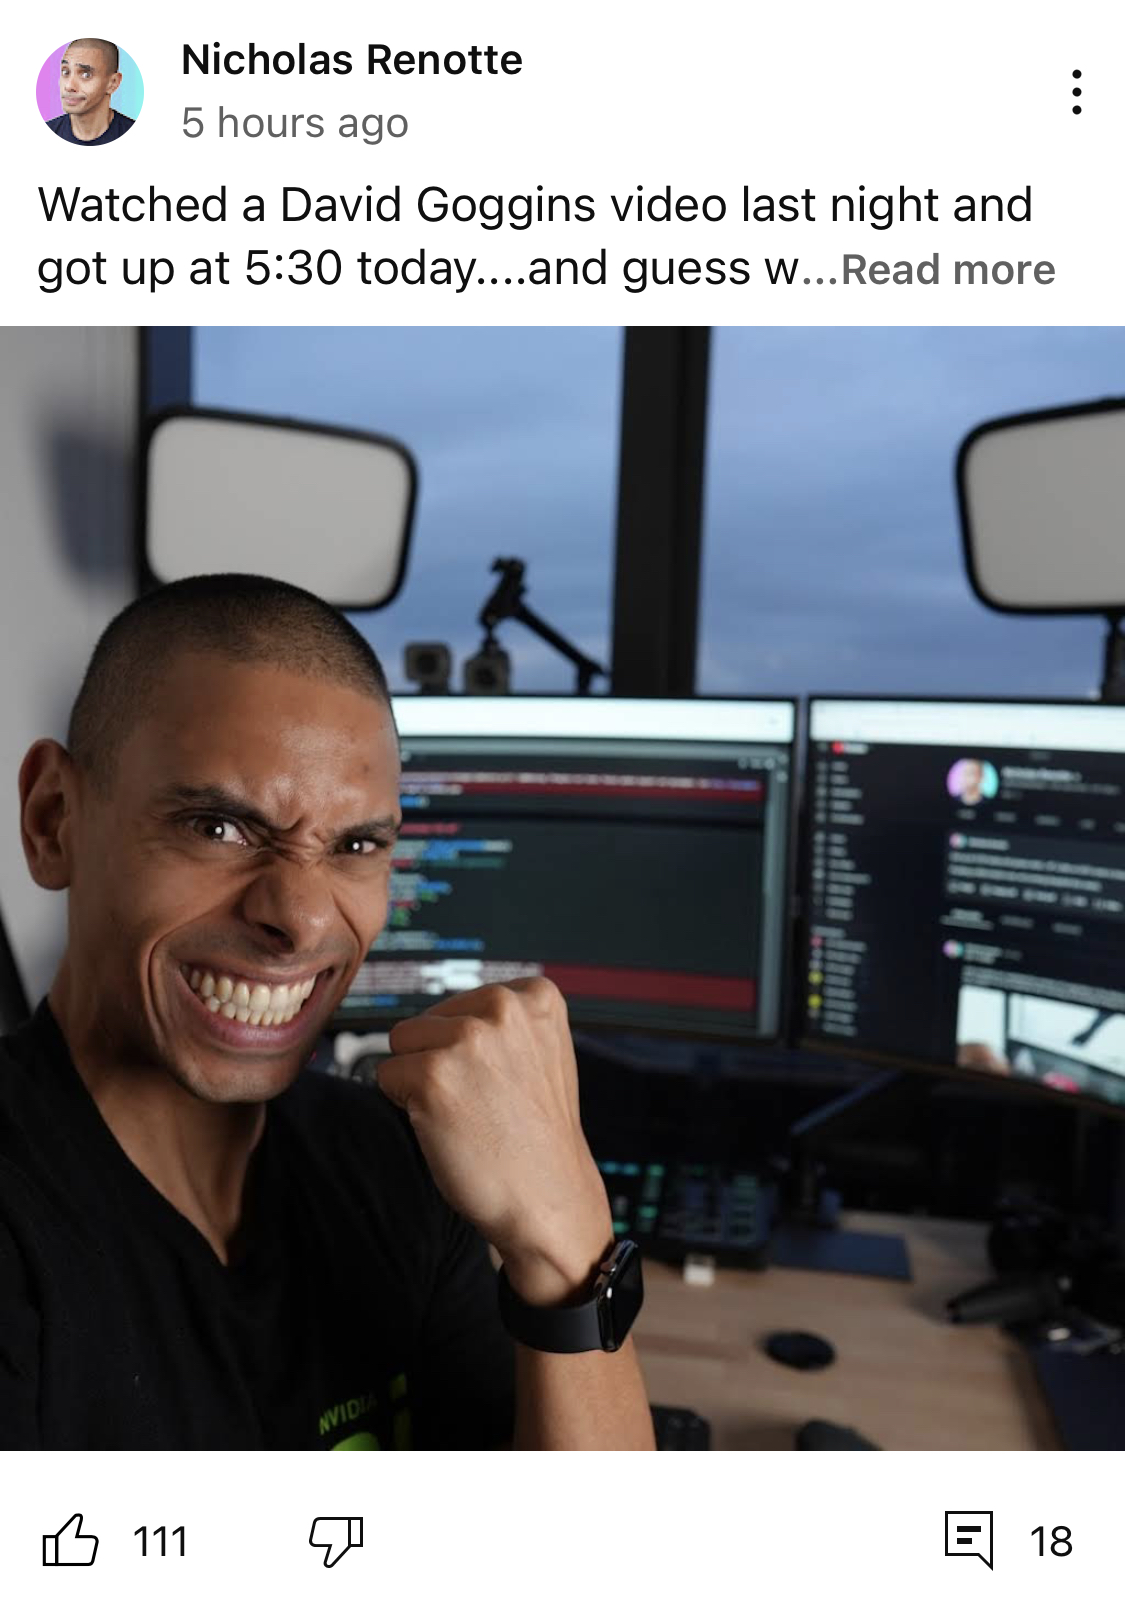 Nicholas Renotte
5 hours ago
Watched a David Goggins video last night and
got up at 5:30 today....and guess w...Read more
NVIDIA
111
18